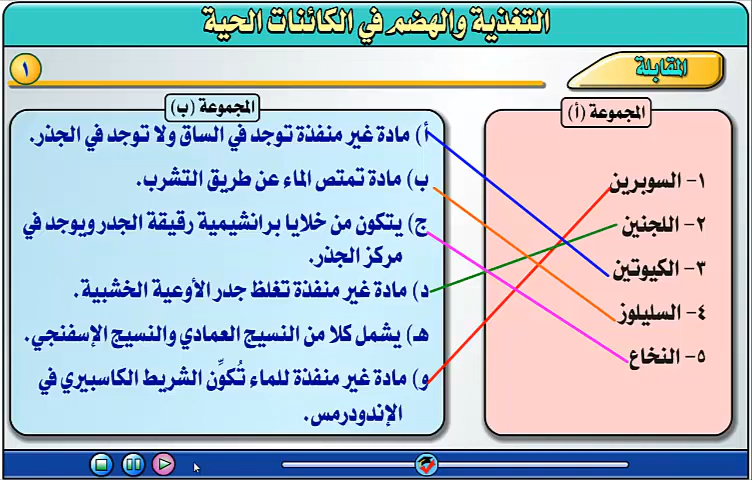 التغذية والهضم في الكائنات الحية
المقابلة
١
المجموعة (أ)
١- السوبرين
٢- اللجنين
٣- الكيوتين
٤- السليلوز
٥- النخاع
المجموعة (ب)
أ) مادة غير منفذة توجد في الساق ولا توجد في الجذر.
ب) مادة تمتص الماء عن طريق التشرب.
ج) يتكون من خلايا برانشيمية رقيقة الجدر ويوجد في
مركز الجذر.
د) مادة غير منفذة تغلظ جدر الأوعية الخشبية.
هـ) يشمل كلا من النسيج العمادي والنسيج الإسفنجي.
و) مادة غير منفذة للماء تُكوِّن الشريط الكاسبيري في
الإندودرمس.